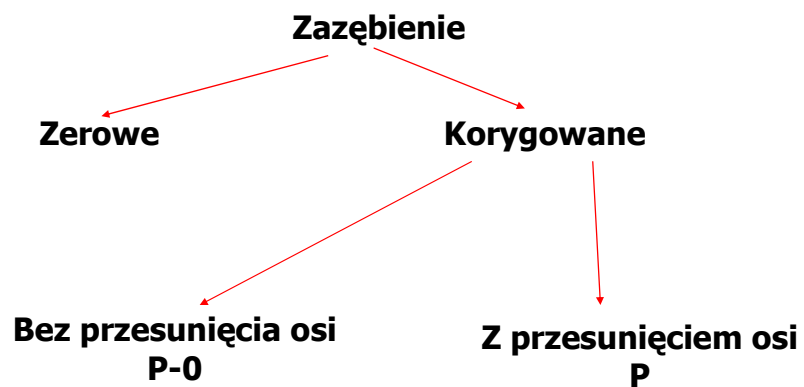 Zazębienie
Zerowe
Korygowane
Bez przesunięcia osi
P-0
Z przesunięciem osi
P